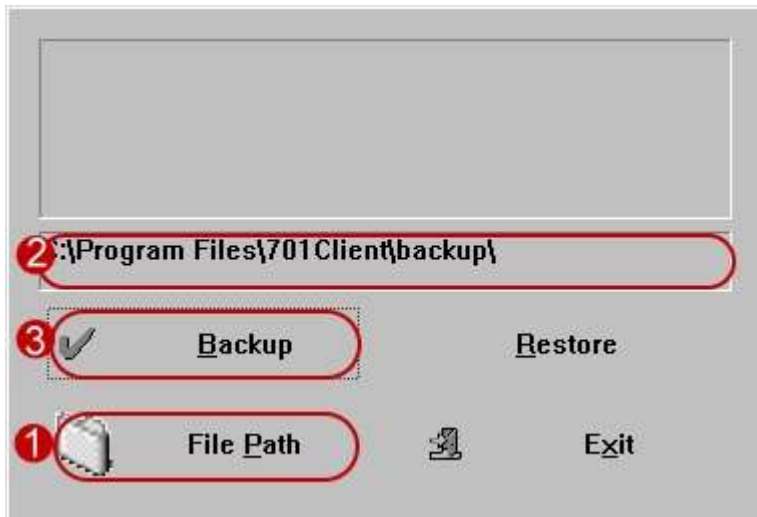 2 :\Program Files\701Client\backup\
3 Backup Restore
1 File Path Exit